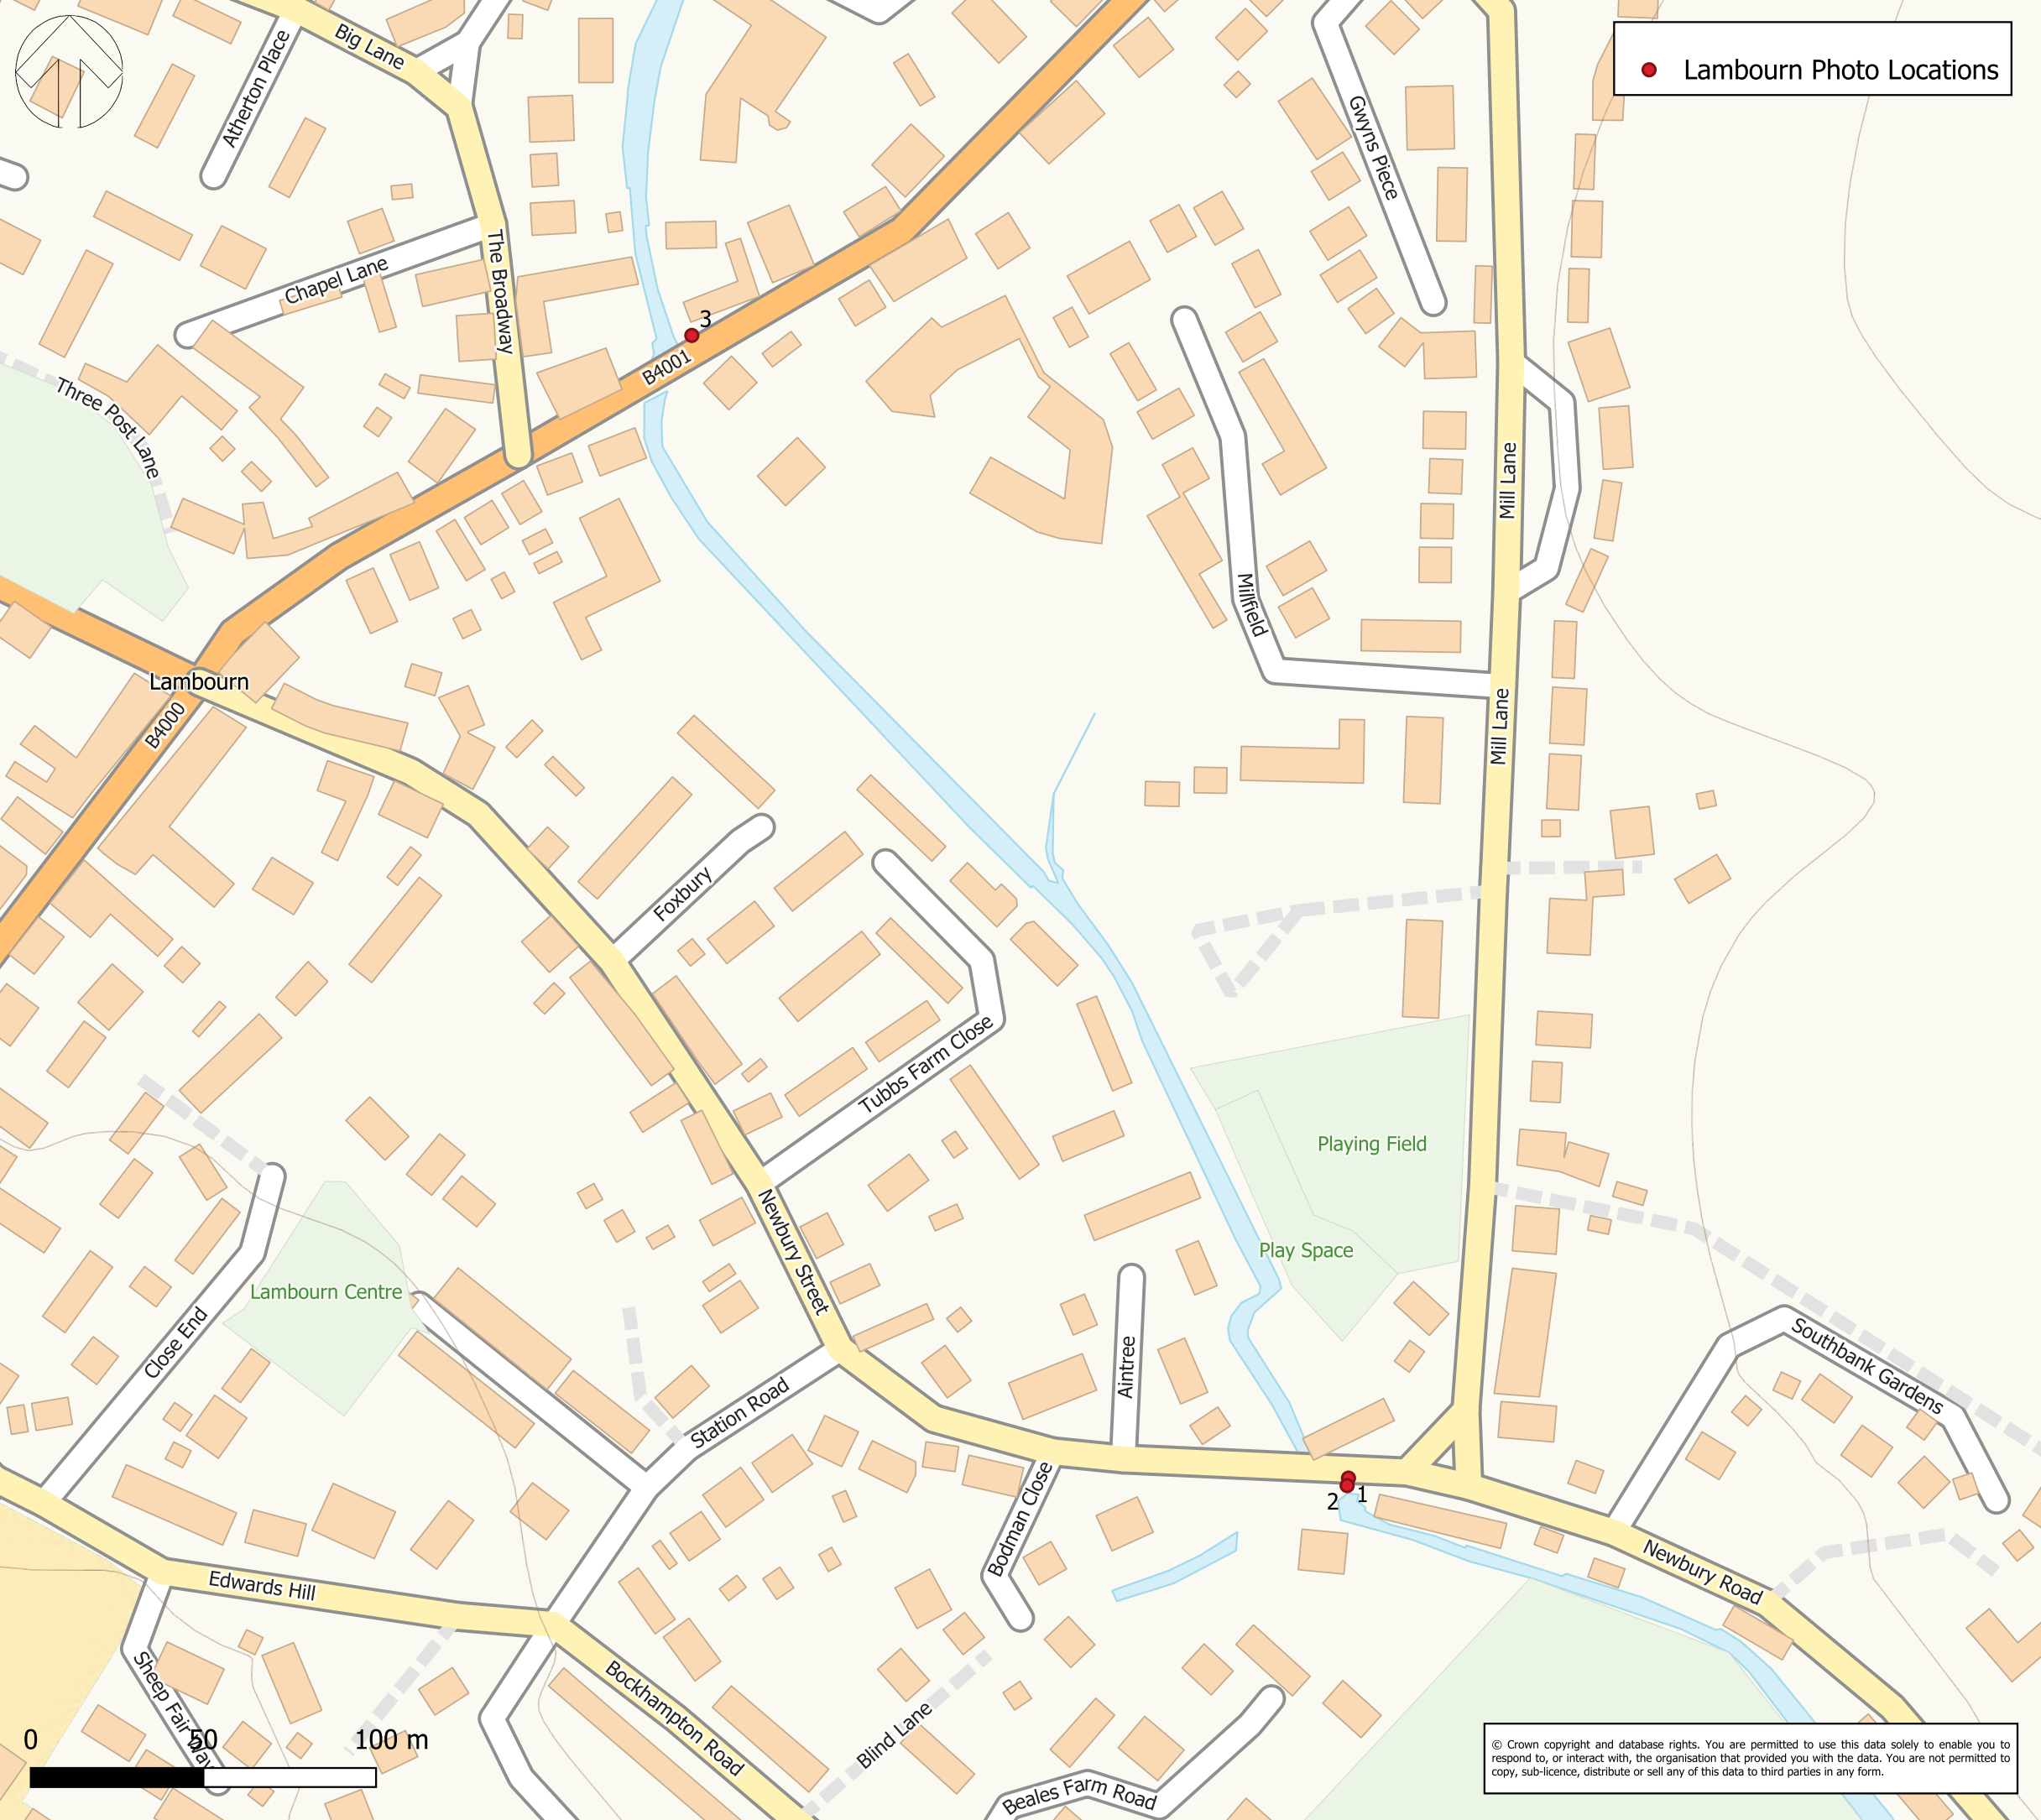 Big Lane
Atherton Place
Gwyns Piece
Lambourn Photo Locations
The Broadway
Chapel Lane
3
B4001
Three Post Lane
Mill Lane
Millfield
Lambourn
B4000
Mill Lane
Foxbury
Tubbs Farm Close
Playing Field
Newbury Street
Play Space
Lambourn Centre
Close End
Aintree
Southbank Gardens
Station Road
1
2
Bodman Close
Newbury Road
Edwards Hill
Sheep Fair Way
Bockhampton Road
Blind Lane
Beales Farm Road
0 50 100 m
© Crown copyright and database rights. You are permitted to use this data solely to enable you to
respond to, or interact with, the organisation that provided you with the data. You are not permitted to
copy, sub-licence, distribute or sell any of this data to third parties in any form.